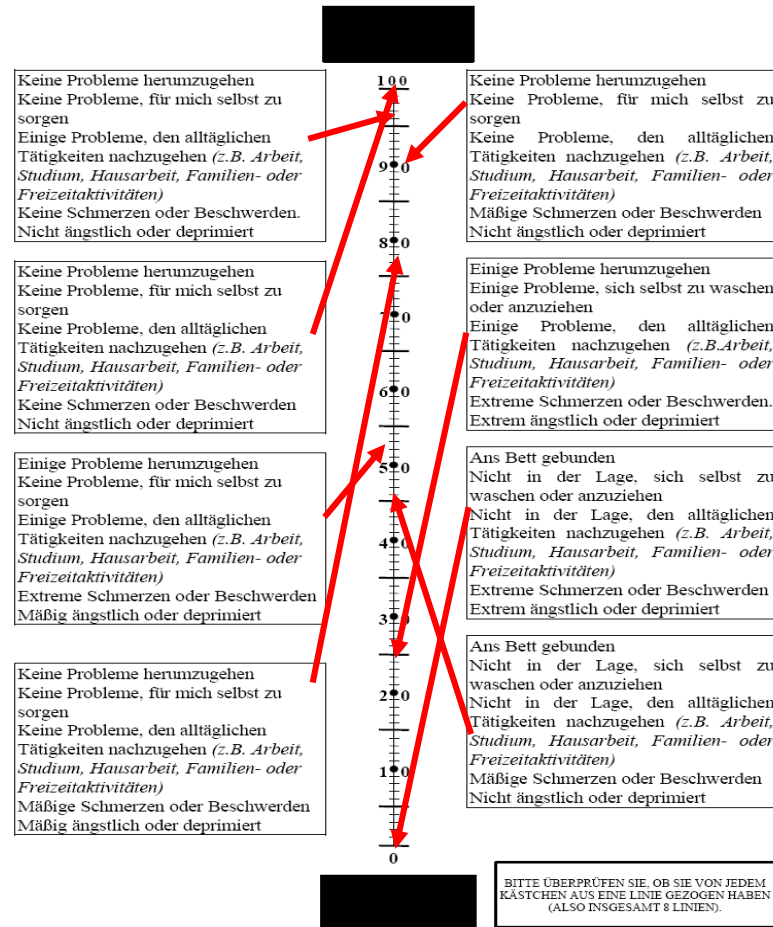 Keine Probleme herumzugehen
Keine Probleme, für mich selbst zu
sorgen
Einige Probleme, den alltäglichen
Tätigkeiten nachzugehen (z.B. Arbeit,
Studium, Hausarbeit, Familien- oder
Freizeitaktivitäten)
Keine Schmerzen oder Beschwerden.
Nicht ängstlich oder deprimiert
Keine Probleme herumzugehen
Keine Probleme, für mich selbst zu
sorgen
Keine Probleme, den alltäglichen
Tätigkeiten nachzugehen (z.B. Arbeit,
Studium, Hausarbeit, Familien- oder
Freizeitaktivitäten)
Keine Schmerzen oder Beschwerden
Nicht ängstlich oder deprimiert
Einige Probleme herumzugehen
Keine Probleme, für mich selbst zu
sorgen
Einige Probleme, den alltäglichen
Tätigkeiten nachzugehen (z.B. Arbeit,
Studium, Hausarbeit, Familien- oder
Freizeitaktivitäten)
Extreme Schmerzen oder Beschwerden
Mäßig ängstlich oder deprimiert
Keine Probleme herumzugehen
Keine Probleme, für mich selbst zu
sorgen
Keine Probleme, den alltäglichen
Tätigkeiten nachzugehen (z.B. Arbeit,
Studium, Hausarbeit, Familien- oder
Freizeitaktivitäten)
Mäßige Schmerzen oder Beschwerden
Mäßig ängstlich oder deprimiert
100
90
80
70
60
50
40
30
20
10
0
Keine Probleme herumzugehen
Keine Probleme, für mich selbst zu
sorgen
Keine Probleme, den alltäglichen
Tätigkeiten nachzugehen (z.B. Arbeit,
Studium, Hausarbeit, Familien- oder
Freizeitaktivitäten)
Mäßige Schmerzen oder Beschwerden
Nicht ängstlich oder deprimiert
Einige Probleme herumzugehen
Einige Probleme, sich selbst zu waschen
oder anzuziehen
Einige Probleme, den alltäglichen
Tätigkeiten nachzugehen (z.B.Arbeit,
Studium, Hausarbeit, Familien- oder
Freizeitaktivitäten)
Extreme Schmerzen oder Beschwerden.
Extrem ängstlich oder deprimiert
Ans Bett gebunden
Nicht in der Lage, sich selbst zu
waschen oder anzuziehen
Nicht in der Lage, den alltäglichen
Tätigkeiten nachzugehen (z.B. Arbeit,
Studium, Hausarbeit, Familien- oder
Freizeitaktivitäten)
Extreme Schmerzen oder Beschwerden
Extrem ängstlich oder deprimiert
Ans Bett gebunden
Nicht in der Lage, sich selbst zu
waschen oder anzuziehen
Nicht in der Lage, den alltäglichen
Tätigkeiten nachzugehen (z.B. Arbeit,
Studium, Hausarbeit, Familien- oder
Freizeitaktivitäten)
Mäßige Schmerzen oder Beschwerden
Nicht ängstlich oder deprimiert
BITTE ÜBERPRÜFEN SIE, OB SIE VON JEDEM
KÄSTCHEN AUS EINE LINIE GEZOGEN HABEN
(ALSO INSGESAMT 8 LINIEN).